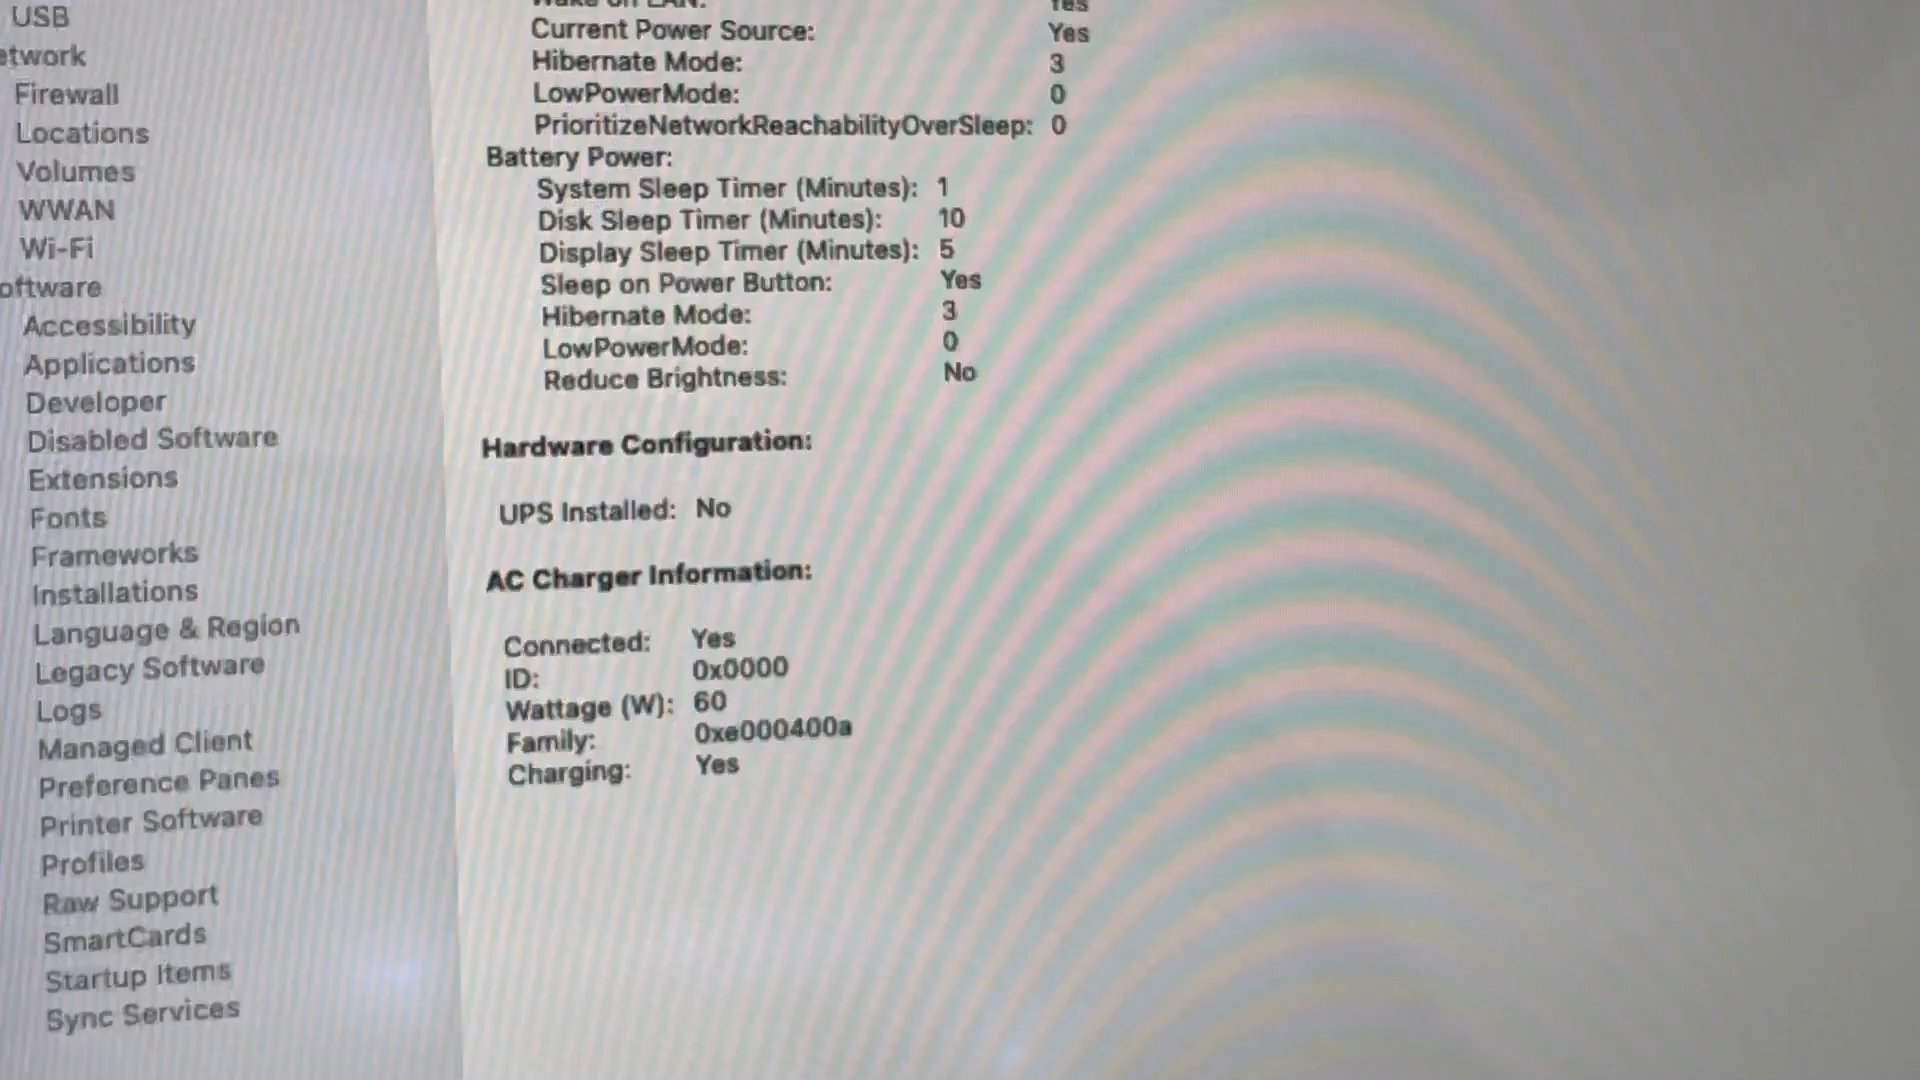 USB
etwork
Firewall
Locations
Volumes
WWAN
Wi-Fi
oftware
Accessibility
Applications
Developer
Disabled Software
Extensions
Fonts
Frameworks
Installations
Language & Region
Legacy Software
Logs
Managed Client
Preference Panes
Printer Software
Profiles
Raw Support
SmartCards
Startup Items
Sync Services
Wake on LAN: Yes
Current Power Source: Yes
Hibernate Mode: 3
LowPowerMode: 0
PrioritizeNetworkReachabilityOverSleep: 0
Battery Power:
System Sleep Timer (Minutes): 1
Disk Sleep Timer (Minutes): 10
Display Sleep Timer (Minutes): 5
Sleep on Power Button: Yes
Hibernate Mode: 3
LowPowerMode: 0
Reduce Brightness: No
Hardware Configuration:
UPS Installed: No
AC Charger Information:
Connected: Yes
ID: 0x0000
Wattage (W): 60
Family: 0xe000400a
Charging: Yes